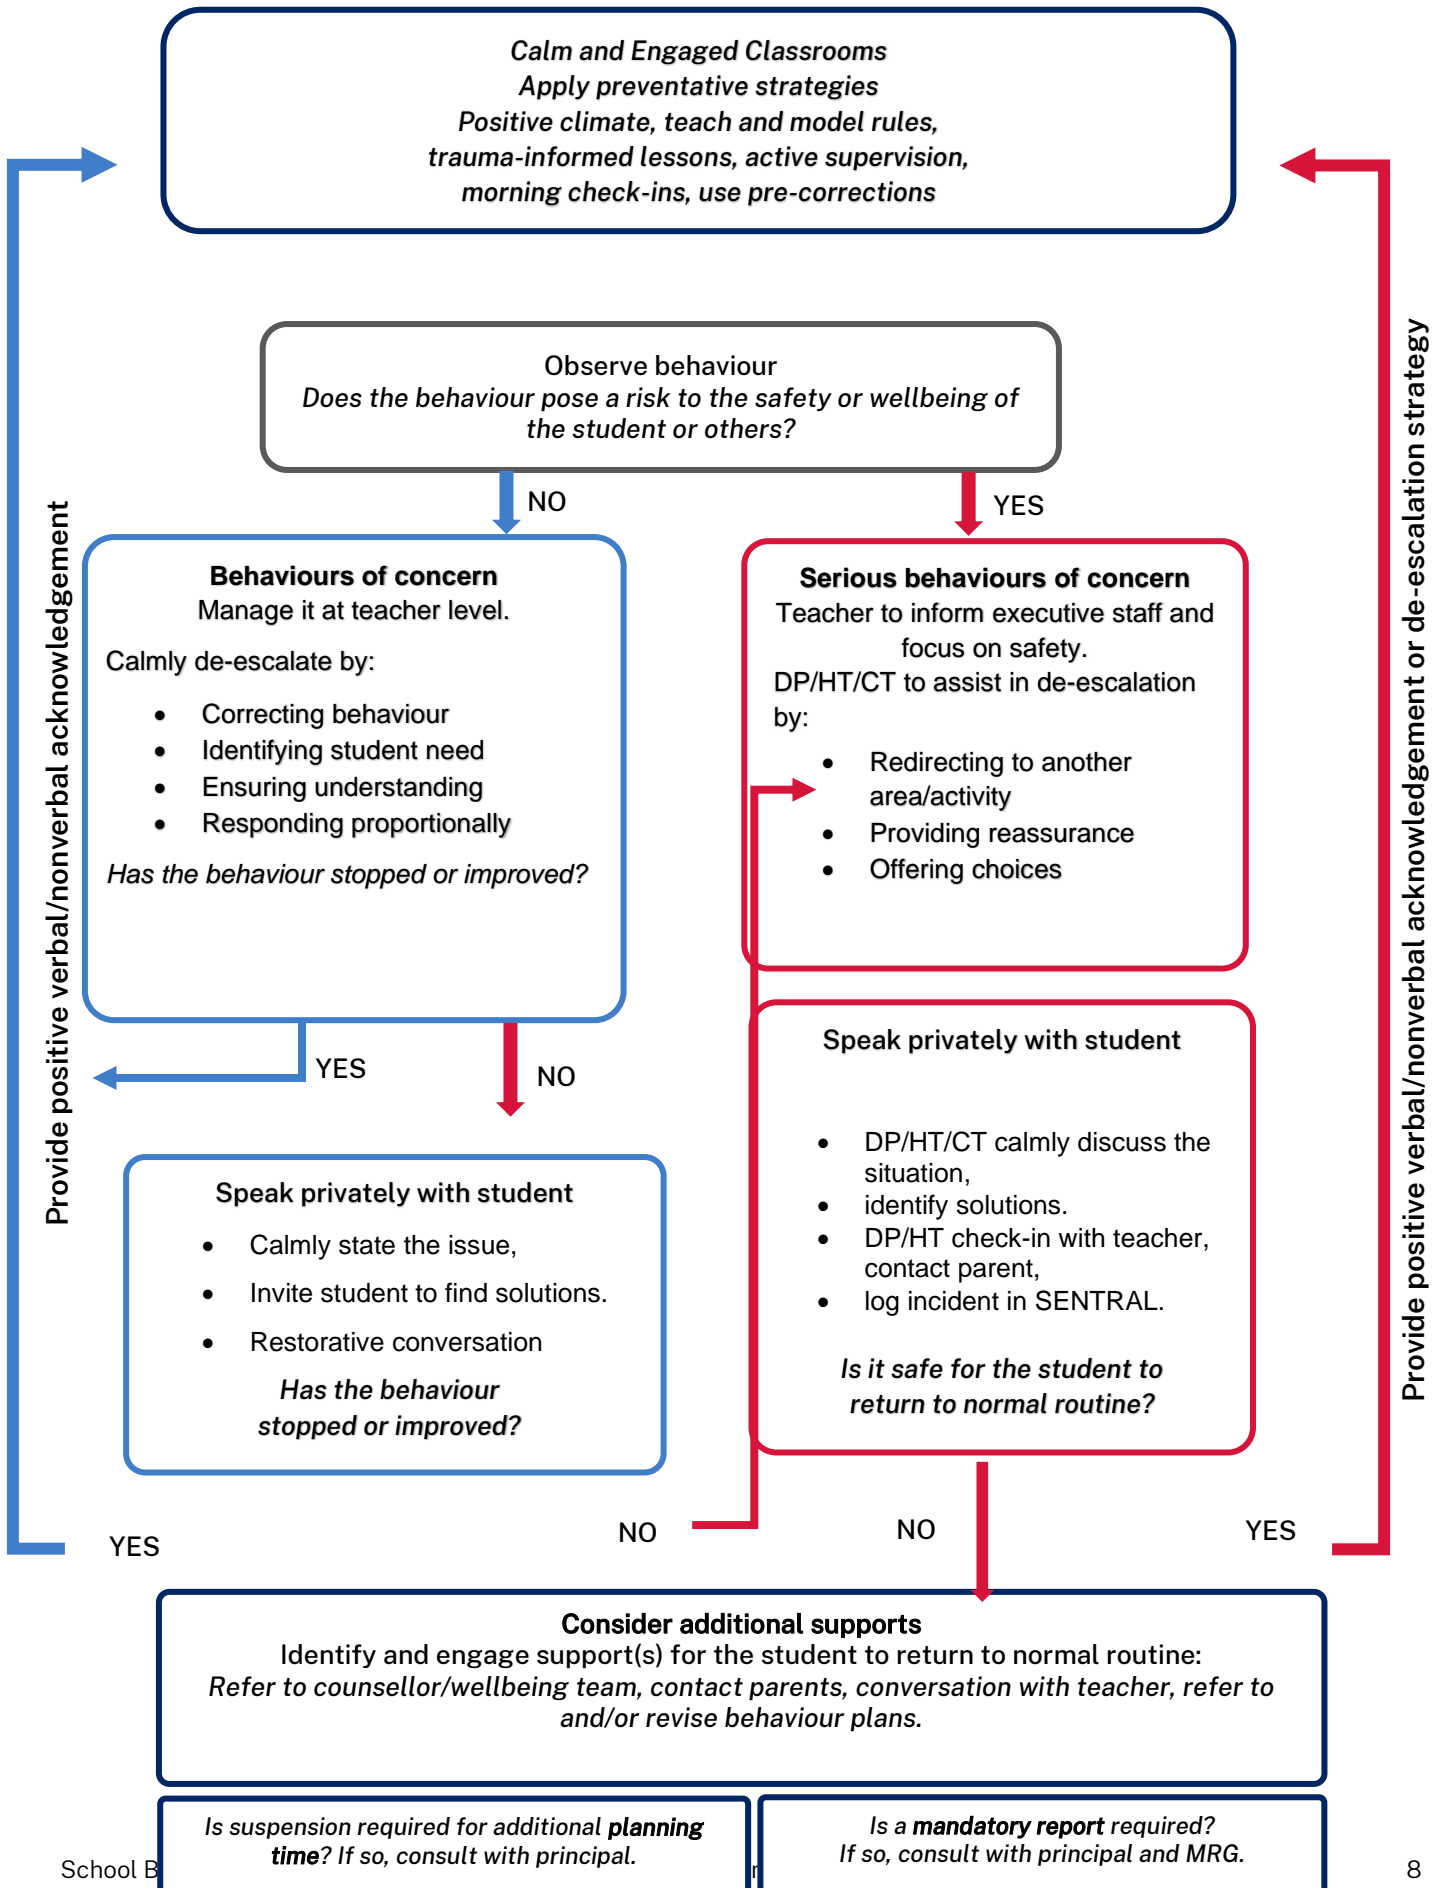 Calm and Engaged Classrooms
Apply preventative strategies
Positive climate, teach and model rules,
trauma-informed lessons, active supervision,
morning check-ins, use pre-corrections
Observe behaviour
Does the behaviour pose a risk to the safety or wellbeing of
the student or others?
NO
YES
Provide positive verbal/nonverbal acknowledgement
Behaviours of concern
Manage it at teacher level.
Calmly de-escalate by:
• Correcting behaviour
• Identifying student need
• Ensuring understanding
• Responding proportionally
Has the behaviour stopped or improved?
YES
NO
Speak privately with student
• Calmly state the issue,
• Invite student to find solutions.
• Restorative conversation
Has the behaviour
stopped or improved?
YES
NO
Serious behaviours of concern
Teacher to inform executive staff and
focus on safety.
DP/HT/CT to assist in de-escalation
by:
• Redirecting to another
area/activity
• Providing reassurance
• Offering choices
Speak privately with student
• DP/HT/CT calmly discuss the
situation,
• identify solutions.
• DP/HT check-in with teacher,
contact parent,
• log incident in SENTRAL.
Is it safe for the student to
return to normal routine?
NO
YES
Provide positive verbal/nonverbal acknowledgement or de-escalation strategy
Consider additional supports
Identify and engage support(s) for the student to return to normal routine:
Refer to counsellor/wellbeing team, contact parents, conversation with teacher, refer to
and/or revise behaviour plans.
Is suspension required for additional planning
time? If so, consult with principal.
Is a mandatory report required?
If so, consult with principal and MRG.
School
8